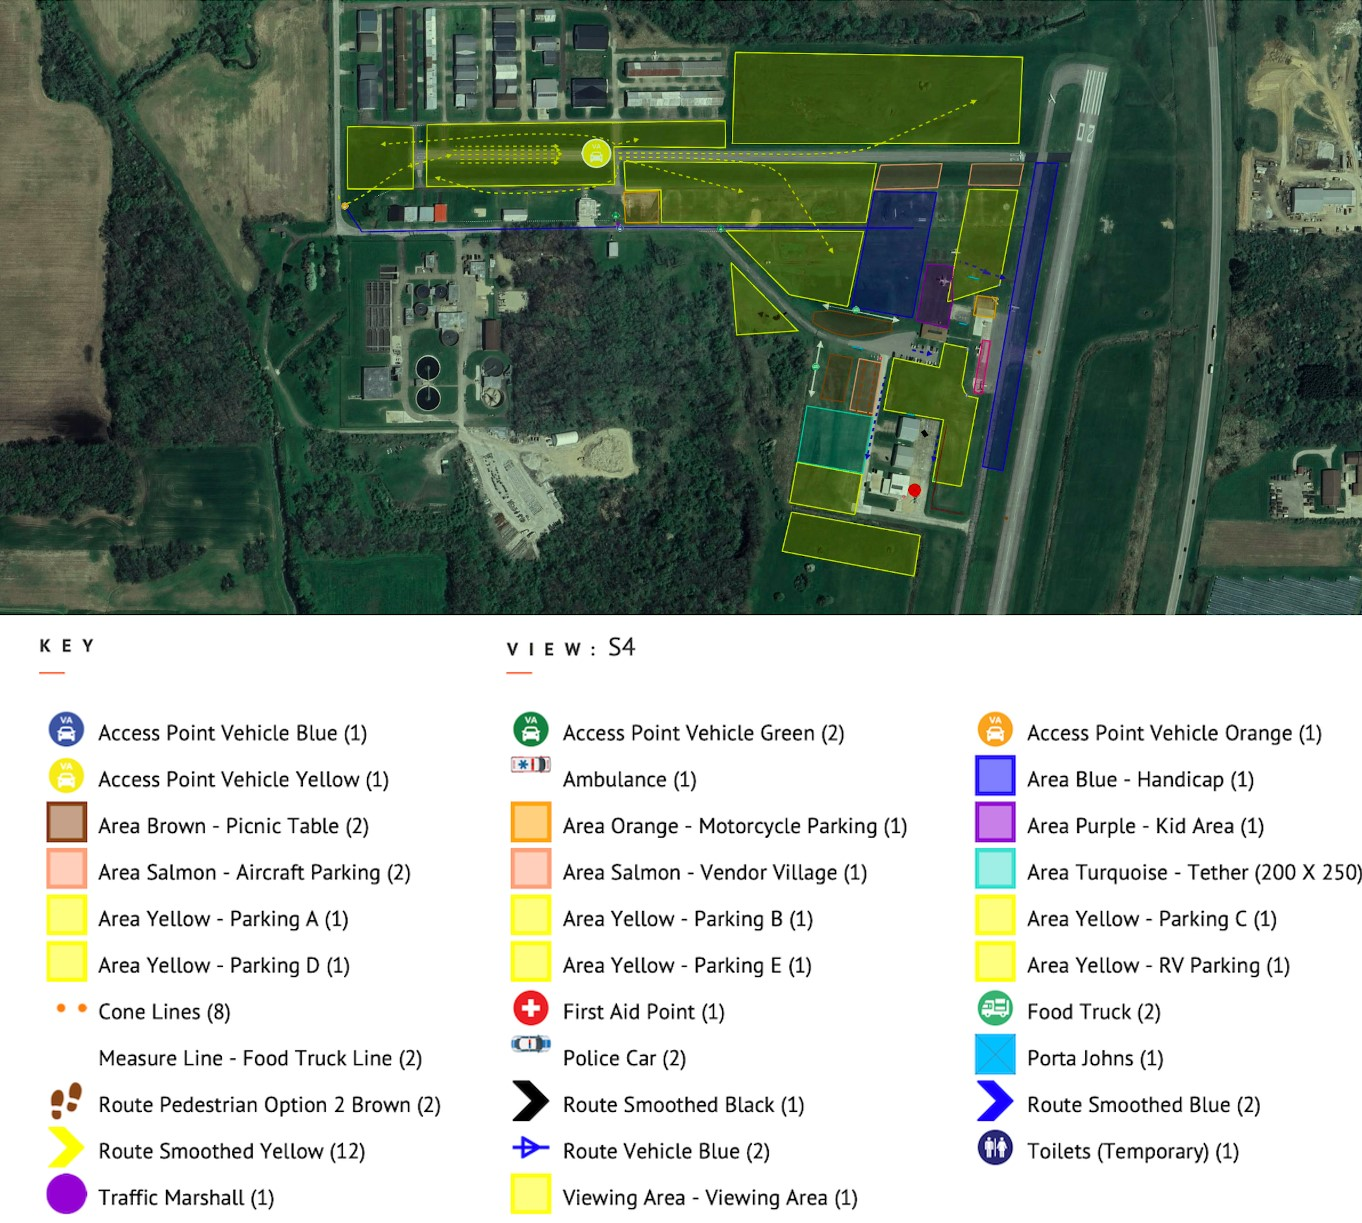 VA
02
KEY
VIEW: S4
VA Access Point Vehicle Blue (1)
VA Access Point Vehicle Green (2)
VA Access Point Vehicle Orange (1)
VA Access Point Vehicle Yellow (1)
Ambulance (1)
Area Blue - Handicap (1)
Area Brown - Picnic Table (2)
Area Orange - Motorcycle Parking (1)
Area Purple - Kid Area (1)
Area Salmon - Aircraft Parking (2)
Area Salmon - Vendor Village (1)
Area Turquoise - Tether (200 X 250)
Area Yellow - Parking A (1)
Area Yellow - Parking B (1)
Area Yellow - Parking C (1)
Area Yellow - Parking D (1)
Area Yellow - Parking E (1)
Area Yellow - RV Parking (1)
Cone Lines (8)
First Aid Point (1)
Food Truck (2)
Measure Line - Food Truck Line (2)
Police Car (2)
Porta Johns (1)
Route Pedestrian Option 2 Brown (2)
Route Smoothed Black (1)
Route Smoothed Blue (2)
Route Smoothed Yellow (12)
Route Vehicle Blue (2)
Toilets (Temporary) (1)
Traffic Marshall (1)
Viewing Area - Viewing Area (1)